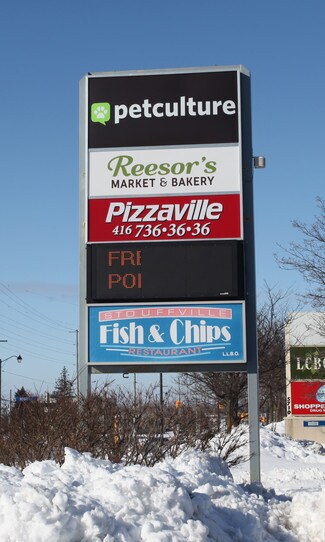 petculture
Reesor's
MARKET & BAKERY
Pizzaville
416 736•36•36
FRE
POI
STOUFFVILLE
Fish & Chips
RESTAURANT
L.L.B.O.
LCBO
SHOPPERS